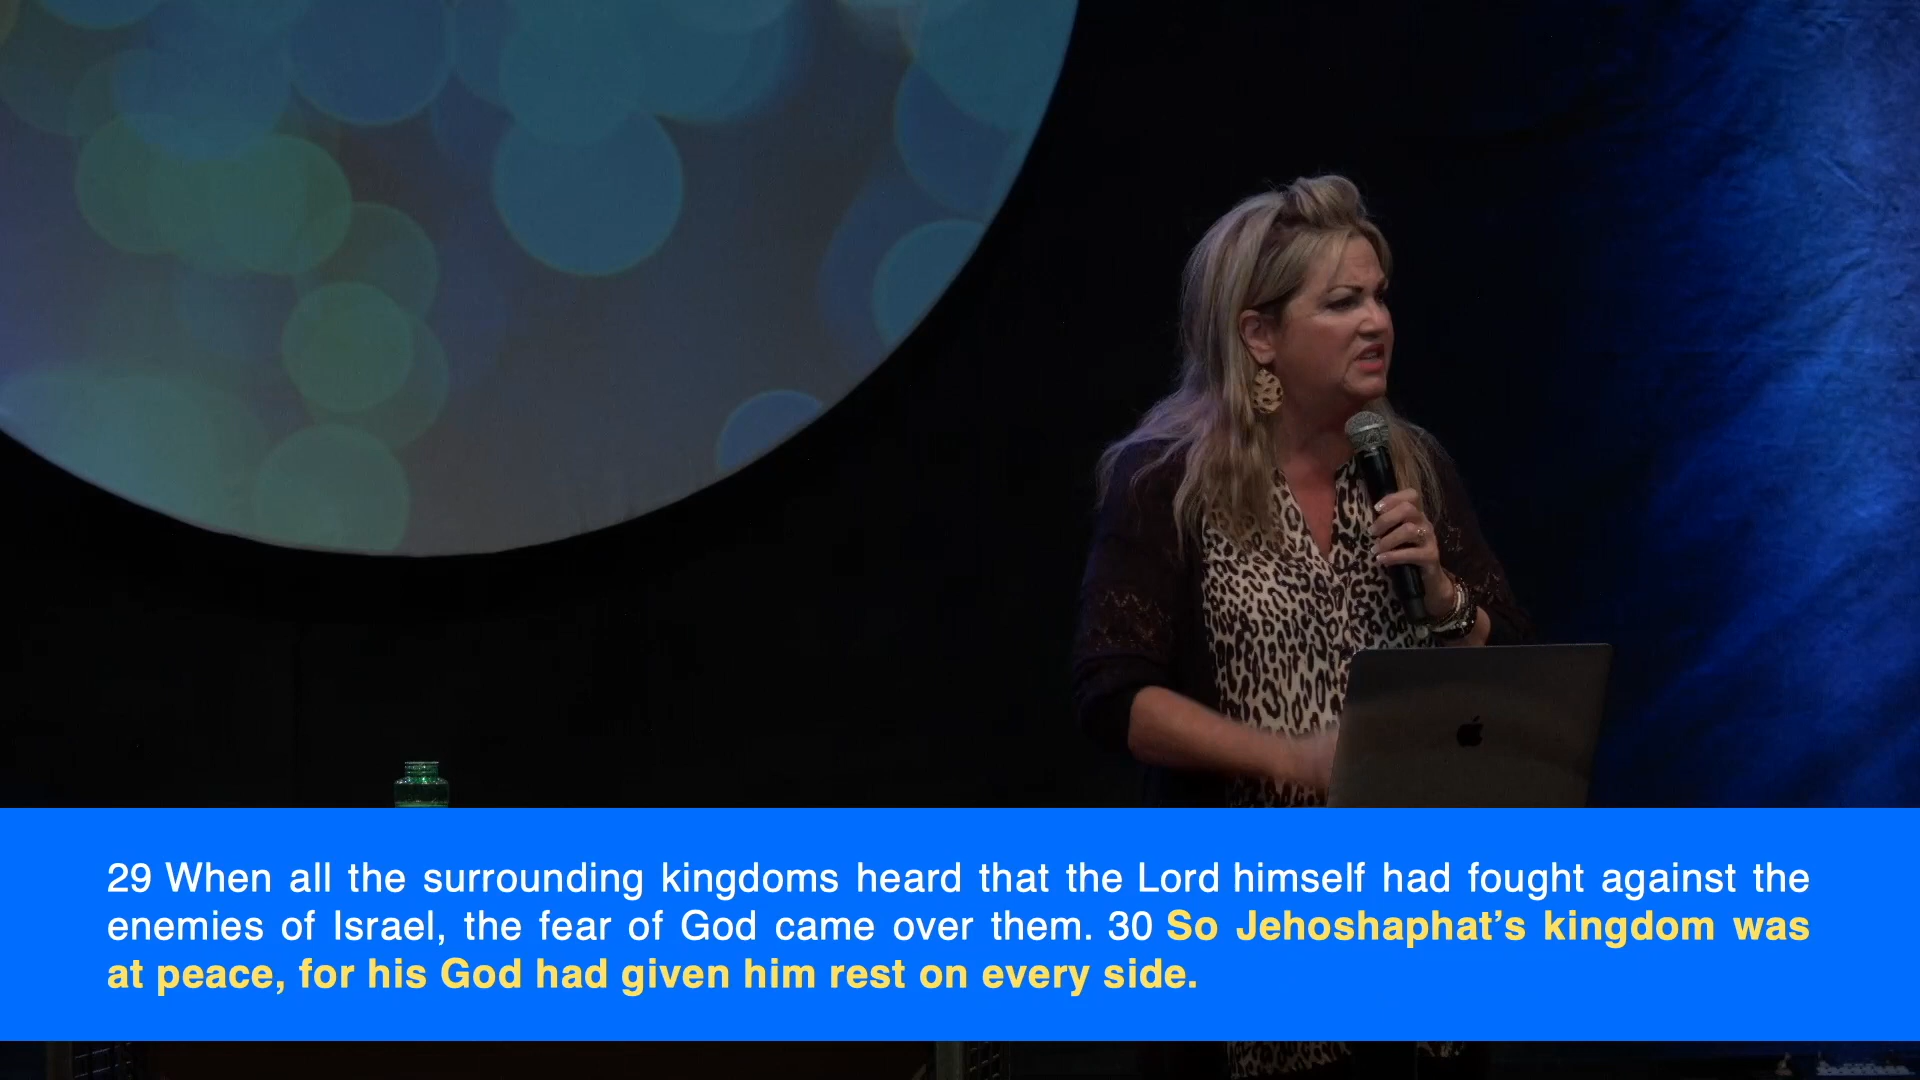 29 When all the surrounding kingdoms heard that the Lord himself had fought against the
enemies of Israel, the fear of God came over them. 30 So Jehoshaphat’s kingdom was
at peace, for his God had given him rest on every side.